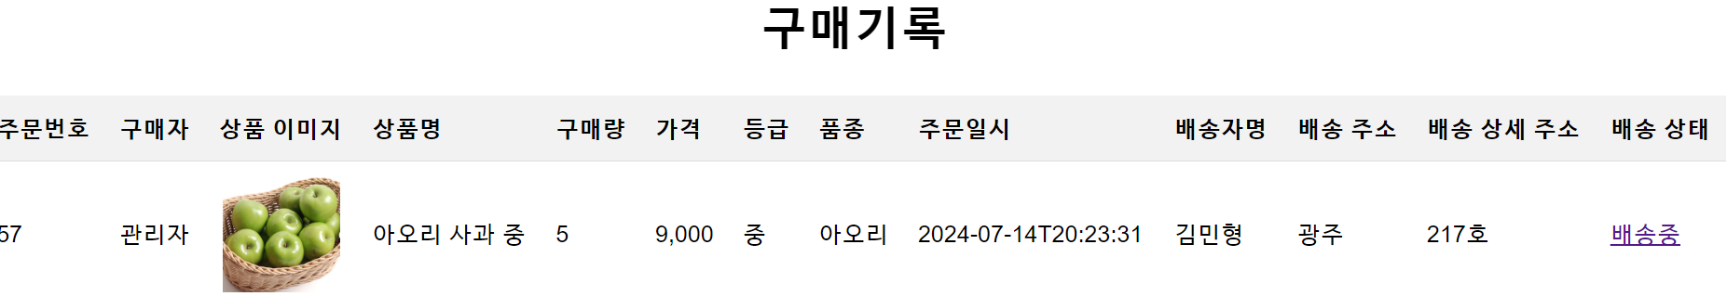 구매기록
주문번호 구매자 상품 이미지 상품명 구매량 가격 등급 품종 주문일시 배송자명 배송 주소 배송 상세 주소 배송 상태
57 관리자 아오리 사과 중 5 9,000 중 아오리 2024-07-14T20:23:31 김민형 광주 217호 배송중